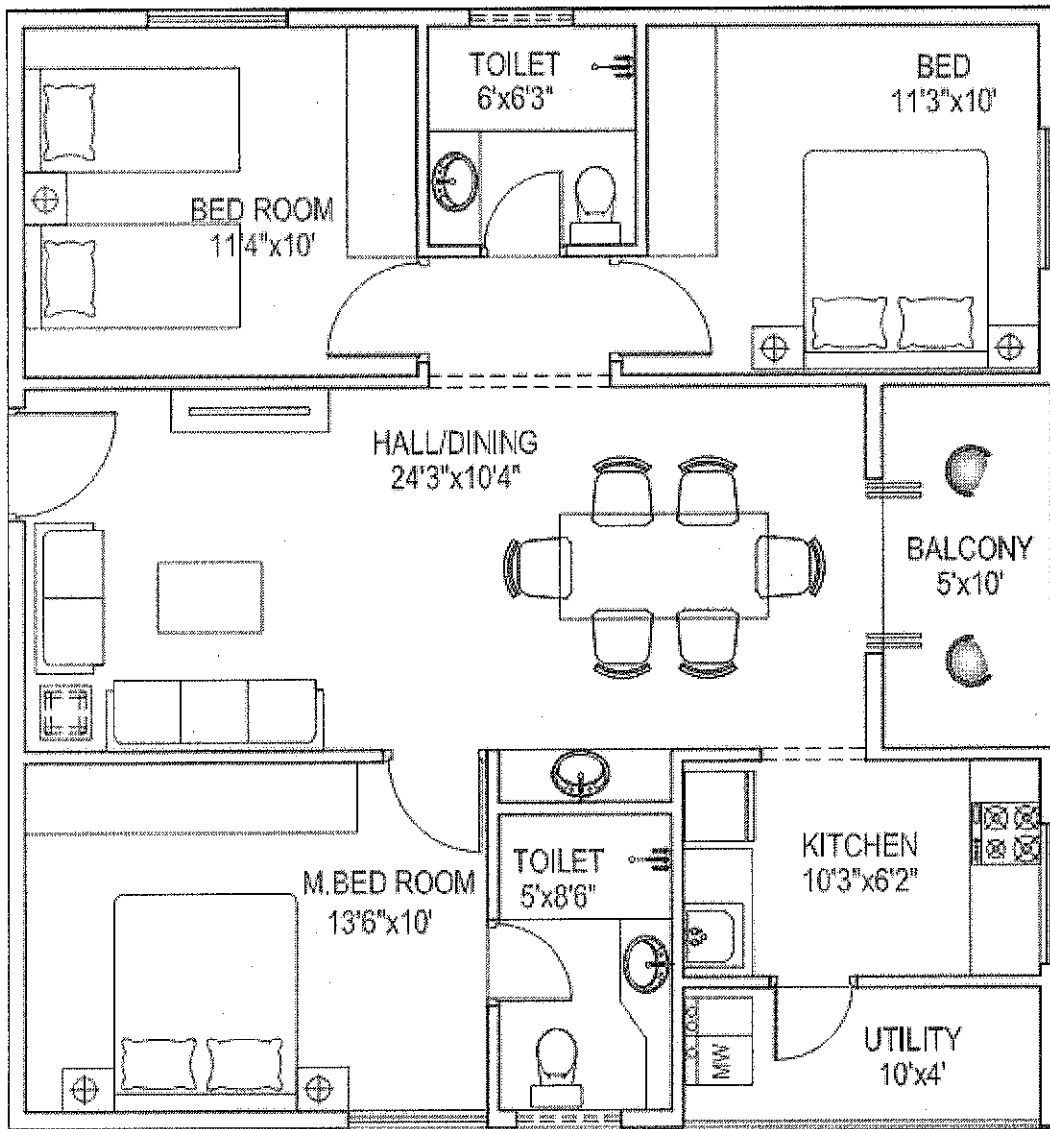 TOILET
6'x6'3"
BED
11'3"x10'
BED ROOM
11'4"x10'
HALL/DINING
24'3"x10'4"
BALCONY
5'x10'
M.BED ROOM
13'6"x10'
TOILET
5'x8'6"
KITCHEN
10'3"x6'2"
UTILITY
10'x4'
MW